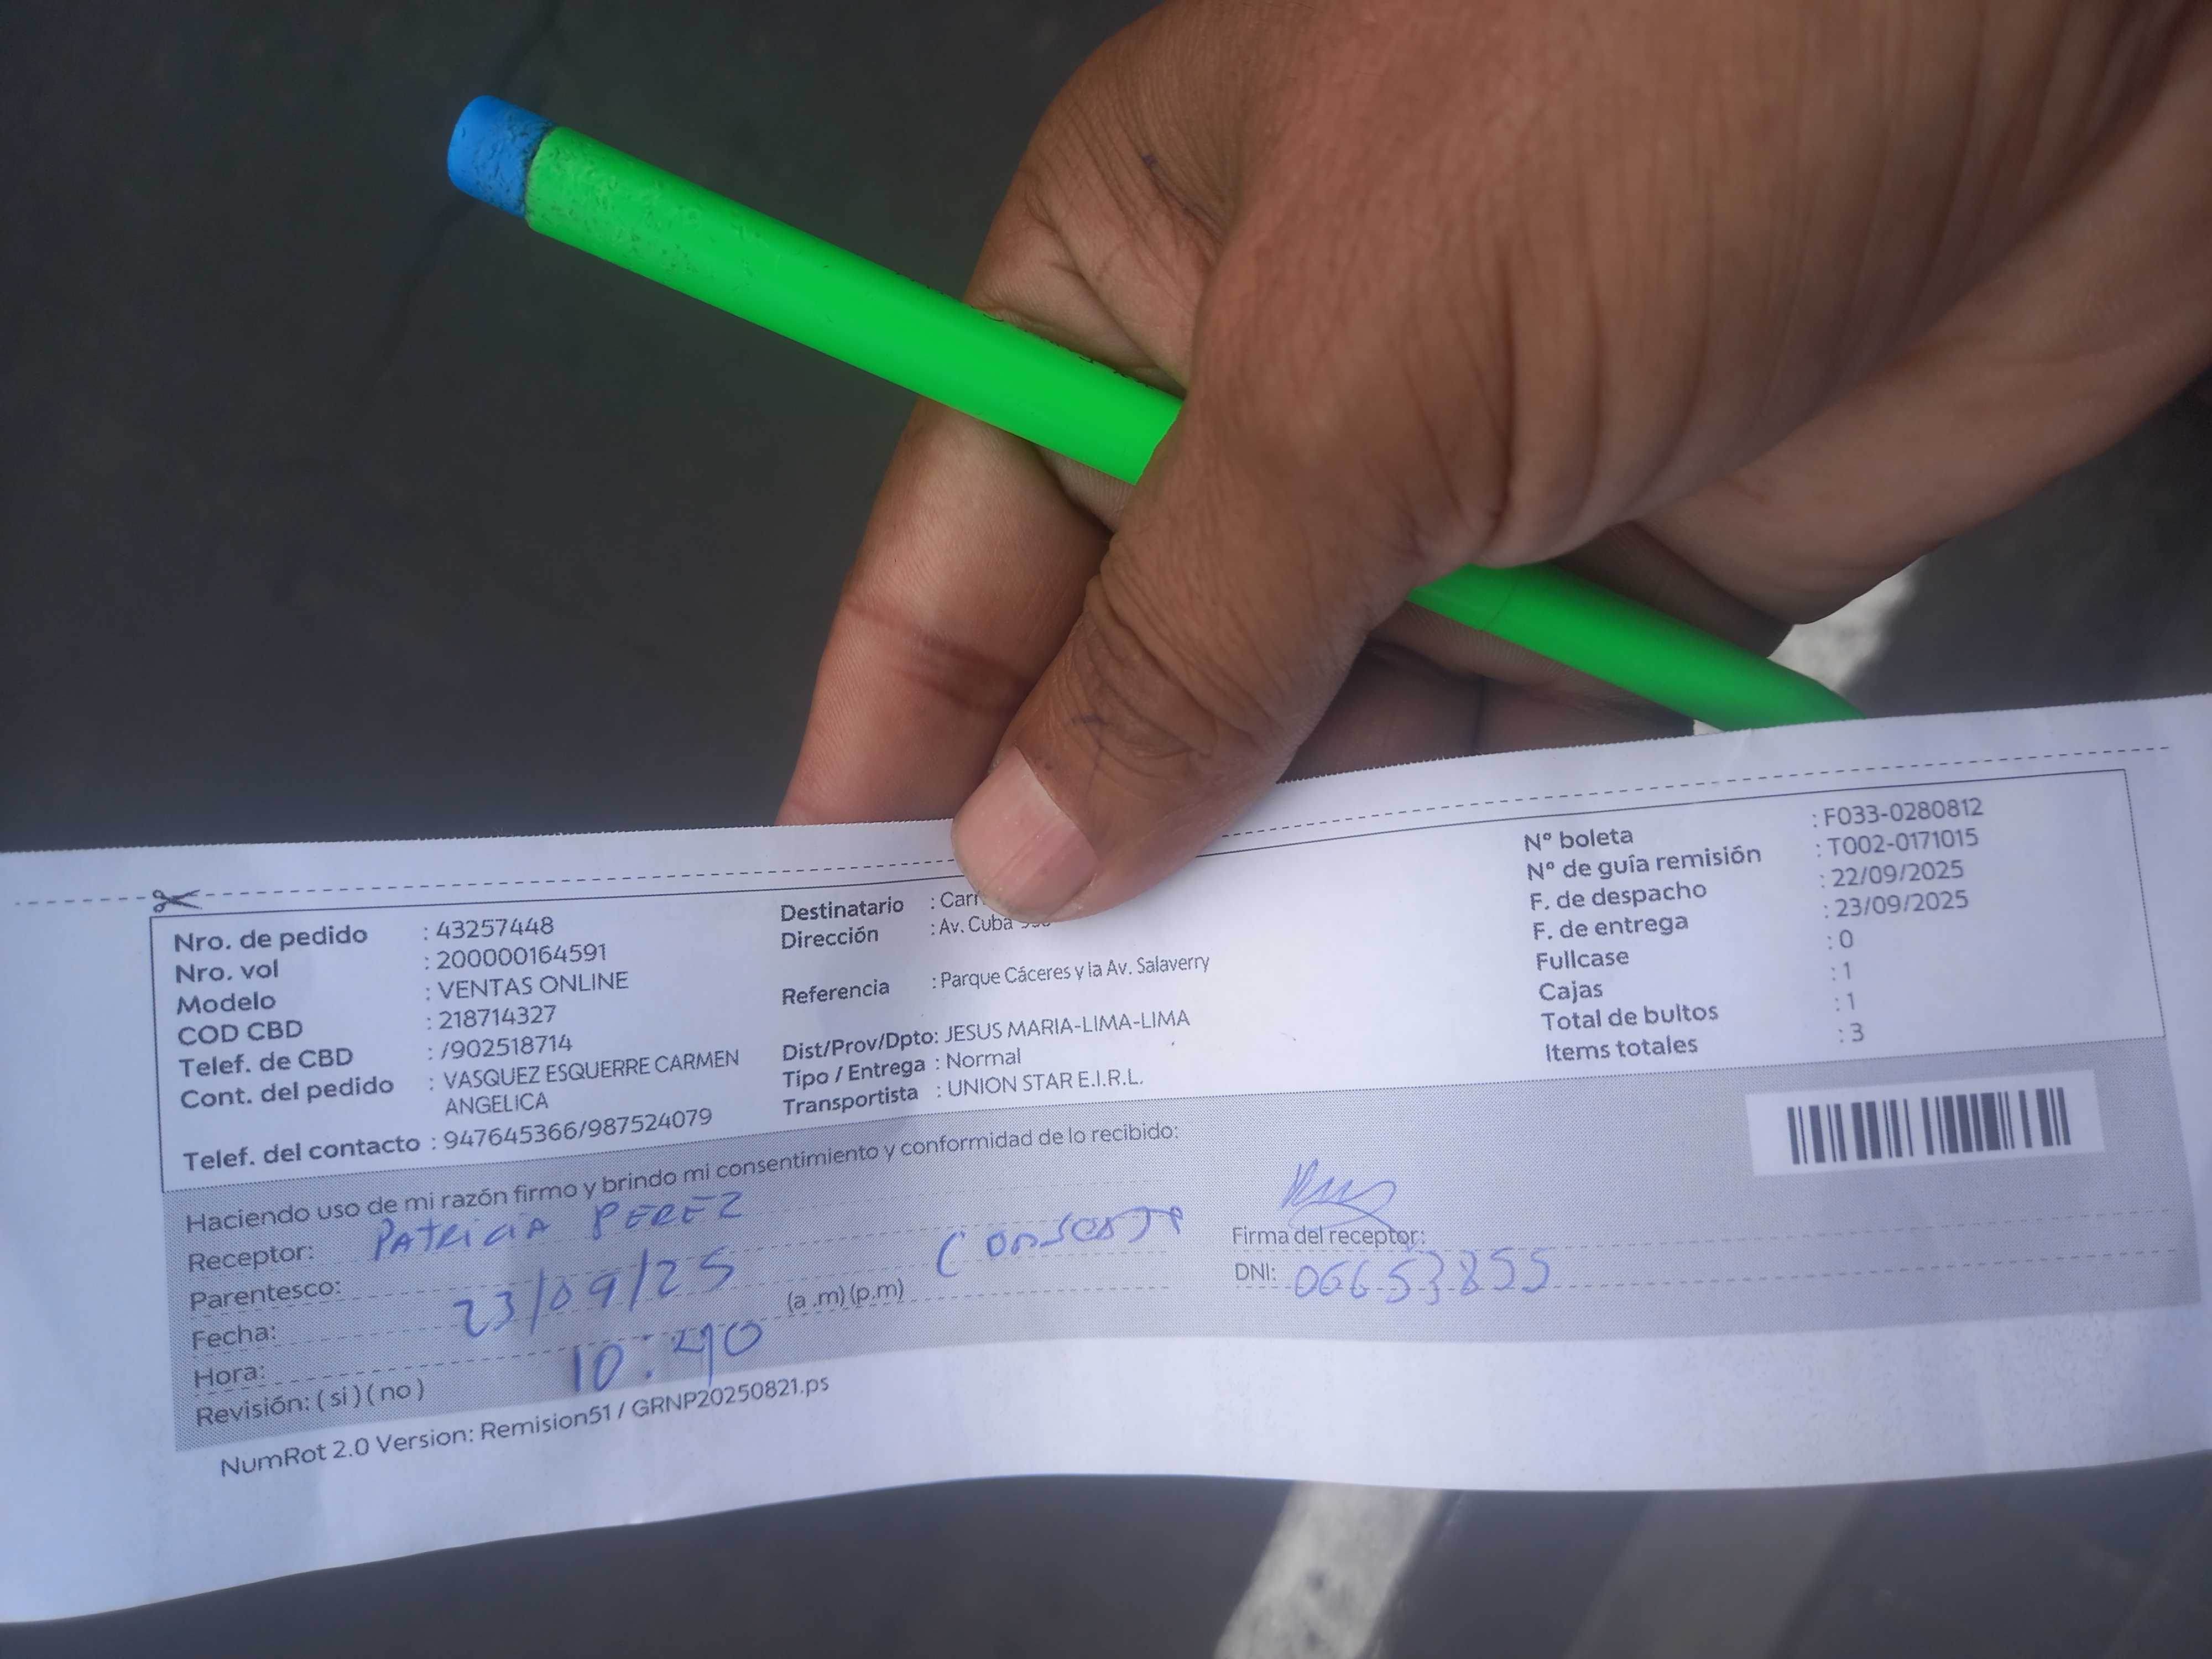 Nro. de pedido : 43257448
Nro. vol : 200000164591
Modelo : VENTAS ONLINE
COD CBD : 218714327
Telef. de CBD : /902518714
Cont. del pedido : VASQUEZ ESQUERRE CARMEN
ANGELICA
Telef. del contacto : 947645366/987524079
Destinatario :
Dirección : Av. Cuba
Referencia : Parque Cáceres y la Av. Salaverry
Dist/Prov/Dpto: JESUS MARIA-LIMA-LIMA
Tipo / Entrega : Normal
Transportista : UNION STAR E.I.R.L.
N° boleta : F033-0280812
N° de guía remisión : T002-0171015
F. de despacho : 22/09/2025
F. de entrega : 23/09/2025
Fullcase : 0
Cajas : 1
Total de bultos : 1
Items totales : 3
Haciendo uso de mi razón firmo y brindo mi consentimiento y conformidad de lo recibido:
Receptor: PATRICIA PEREZ
Parentesco:
Fecha: 23/09/25
Hora: 10:40 (a .m) (p.m)
Revisión: ( si ) ( no )
Firma del receptor:
DNI: 06653855
NumRot 2.0 Version: Remision51 / GRNP20250821.ps